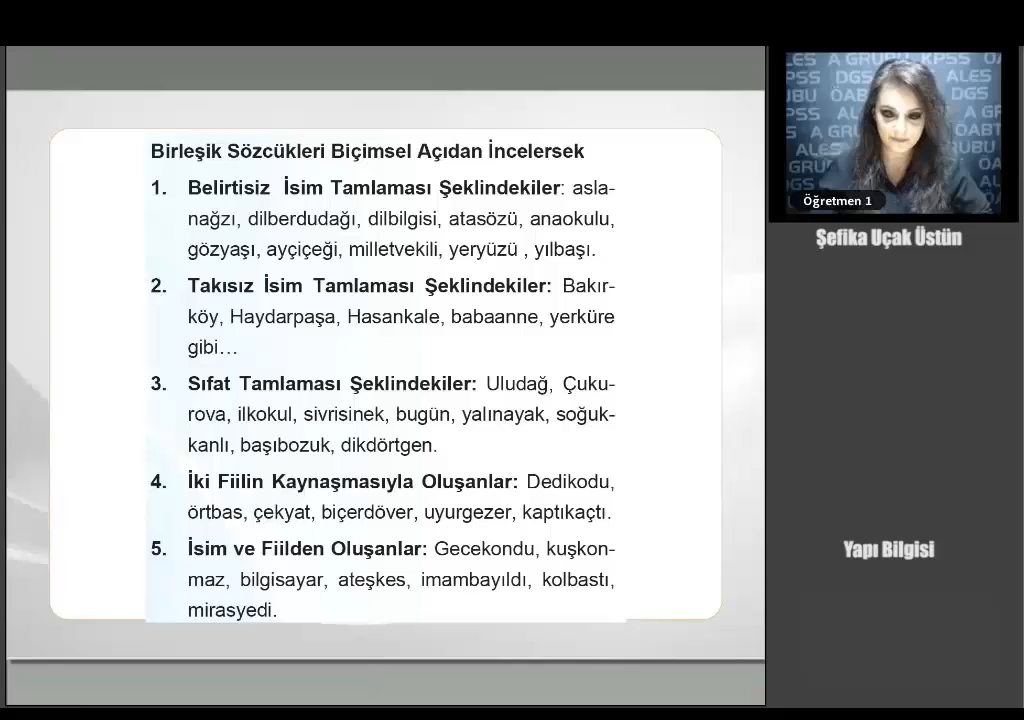 Birleşik Sözcükleri Biçimsel Açıdan İncelersek
1. Belirtisiz İsim Tamlaması Şeklindekiler: asla-
nağzı, dilberdudağı, dilbilgisi, atasözü, anaokulu,
gözyaşı, ayçiçeği, milletvekili, yeryüzü , yılbaşı.
2. Takısız İsim Tamlaması Şeklindekiler: Bakır-
köy, Haydarpaşa, Hasankale, babaanne, yerküre
gibi…
3. Sıfat Tamlaması Şeklindekiler: Uludağ, Çuku-
rova, ilkokul, sivrisinek, bugün, yalınayak, soğuk-
kanlı, başıbozuk, dikdörtgen.
4. İki Fiilin Kaynaşmasıyla Oluşanlar: Dedikodu,
örtbas, çekyat, biçerdöver, uyurgezer, kaptıkaçtı.
5. İsim ve Fiilden Oluşanlar: Gecekondu, kuşkon-
maz, bilgisayar, ateşkes, imambayıldı, kolbastı,
mirasyedi.
Öğretmen 1
Şefika Uçak Üstün
Yapı Bilgisi